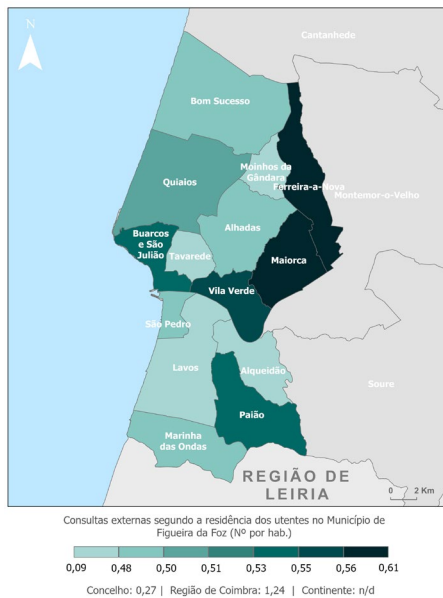 N
Cantanhede
Bom Sucesso
Moinhos da
Gândara
Ferreira-a-Nova
Quiaios
Montemor-o-Velho
Alhadas
Buarcos
e São
Julião
Tavarede
Maiorca
Vila Verde
São Pedro
Lavos
Alqueidão
Soure
Paião
Marinha
das Ondas
REGIÃO DE
LEIRIA
0 2 Km
Consultas externas segundo a residência dos utentes no Município de
Figueira da Foz (Nº por hab.)
0,09 0,48 0,50 0,51 0,53 0,55 0,56 0,61
Concelho: 0,27 | Região de Coimbra: 1,24 | Continente: n/d